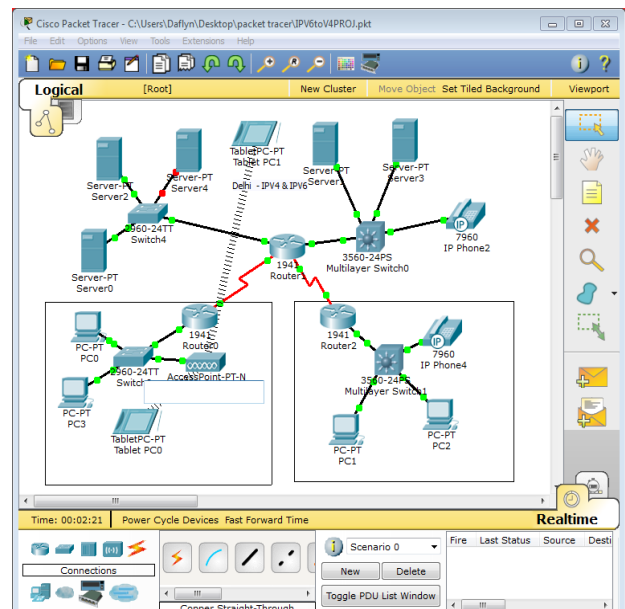 Cisco Packet Tracer - C:\Users\Daflyn\Desktop\packet tracer\IPV6toV4PROJ.pkt
File Edit Options View Tools Extensions Help
Logical [Root] New Cluster Move Object Set Tiled Background Viewport
TabletPC-PT
Tablet PC1
Server-PT
Server2
Server-PT
Server4
Delhi - IPV4 & IPV6
Server-PT
Server1
Server-PT
Server3
2960-24TT
Switch4
7960
IP Phone2
3560-24PS
Multilayer Switch0
1941
Router1
Server-PT
Server0
1941
Router0
PC-PT
PC0
2960-24TT
AccessPoint-PT-N
PC-PT
PC3
TabletPC-PT
Tablet PC0
1941
Router2
7960
IP Phone4
3560-24PS
Multilayer Switch1
PC-PT
PC1
PC-PT
PC2
Time: 00:02:21 Power Cycle Devices Fast Forward Time Realtime
Connections
Copper Straight-Through
Scenario 0
New Delete
Toggle PDU List Window
Fire Last Status Source Desti